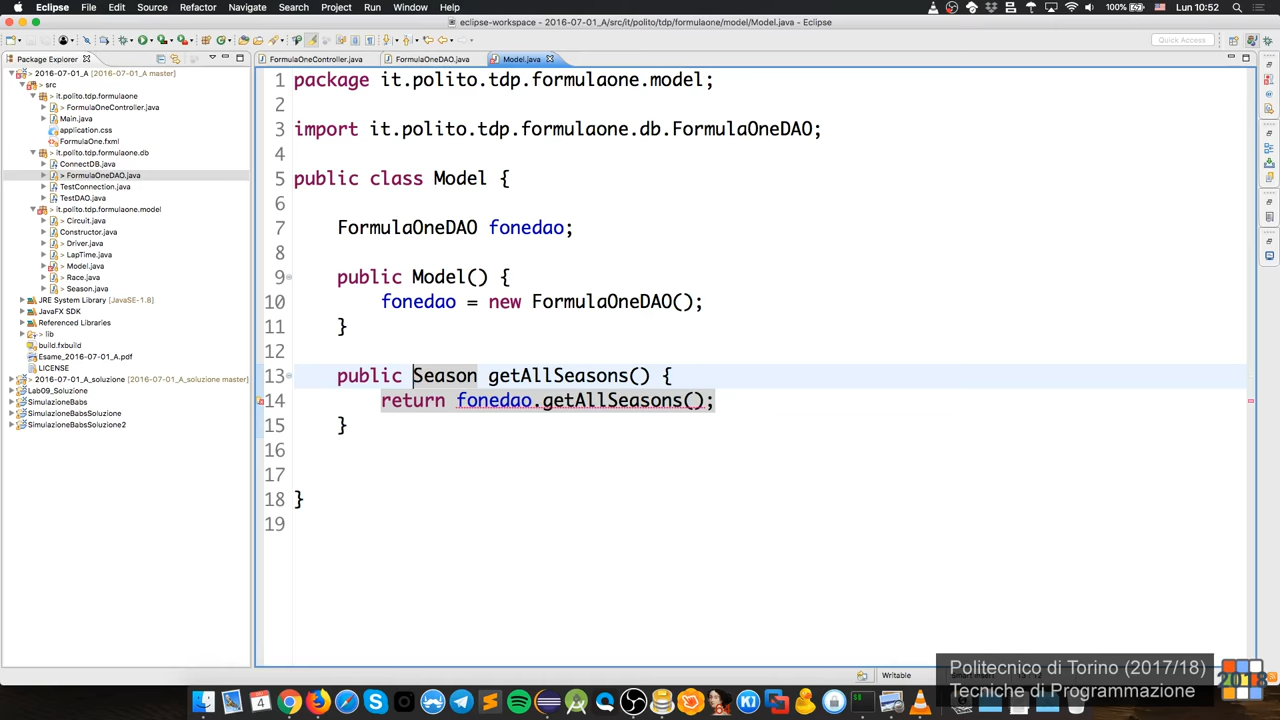 Eclipse File Edit Source Refactor Navigate Search Project Run Window Help 100% Lun 10:52
eclipse-workspace - 2016-07-01_A/src/it/polito/tdp/formulaone/model/Model.java - Eclipse
Quick Access
Package Explorer
2016-07-01_A [2016-07-01_A master]
src
it.polito.tdp.formulaone
> FormulaOneController.java
> Main.java
application.css
FormulaOne.fxml
it.polito.tdp.formulaone.db
ConnectDB.java
> FormulaOneDAO.java
TestConnection.java
TestDAO.java
it.polito.tdp.formulaone.model
> Circuit.java
> Constructor.java
> Driver.java
> LapTime.java
> Model.java
> Race.java
> Season.java
JRE System Library [JavaSE-1.8]
JavaFX SDK
Referenced Libraries
> lib
build.fxbuild
Esame_2016-07-01_A.pdf
LICENSE
> 2016-07-01_A_soluzione [2016-07-01_A_soluzione master]
Lab09_Soluzione
SimulazioneBabs
SimulazioneBabsSoluzione
SimulazioneBabsSoluzione2
FormulaOneController.java FormulaOneDAO.java Model.java
1 package it.polito.tdp.formulaone.model;
2
3 import it.polito.tdp.formulaone.db.FormulaOneDAO;
4
5 public class Model {
6
7 FormulaOneDAO fonedao;
8
9 public Model() {
10 fonedao = new FormulaOneDAO();
11 }
12
13 public Season getAllSeasons() {
14 return fonedao.getAllSeasons();
15 }
16
17
18 }
19
Writable
Politecnico di Torino (2017/18)
Tecniche di Programmazione
2018